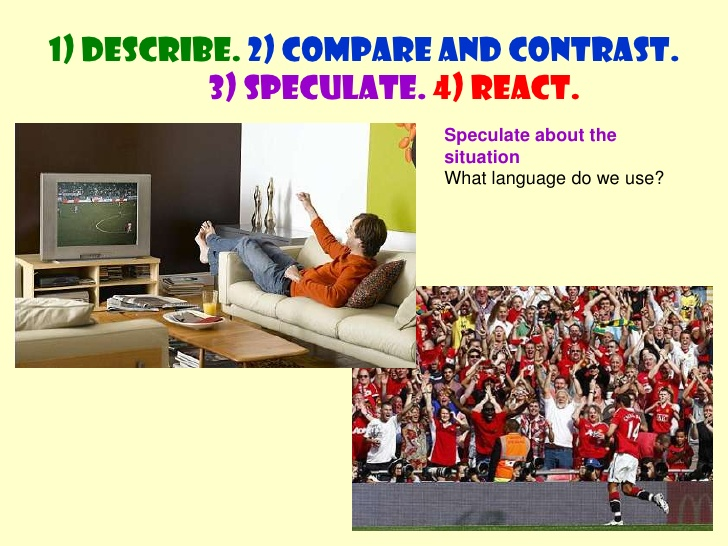 1) DESCRIBE. 2) COMPARE AND CONTRAST.
3) SPECULATE. 4) REACT.
Speculate about the
situation
What language do we use?
14